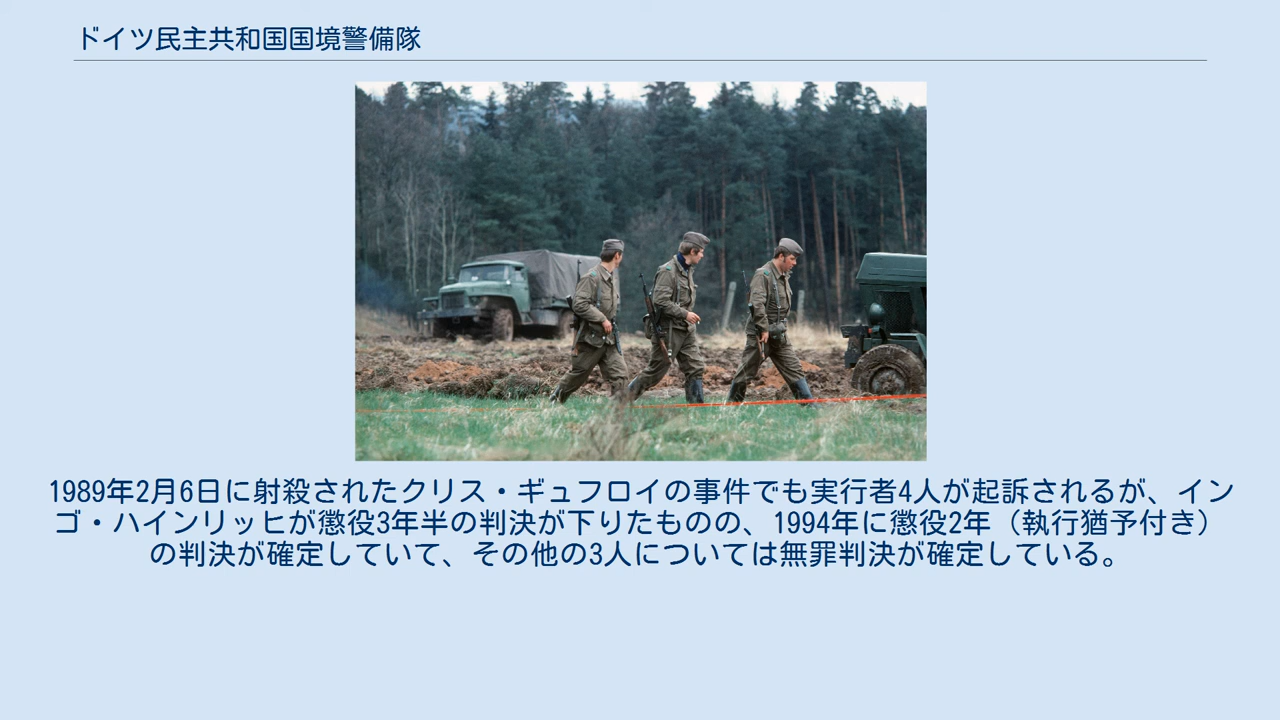 ドイツ民主共和国国境警備隊
1989年2月6日に射殺されたクリス・ギュフロイの事件でも実行者4人が起訴されるが、イン
ゴ・ハインリッヒが懲役3年半の判決が下りたものの、1994年に懲役2年（執行猶予付き）
の判決が確定していて、その他の3人については無罪判決が確定している。